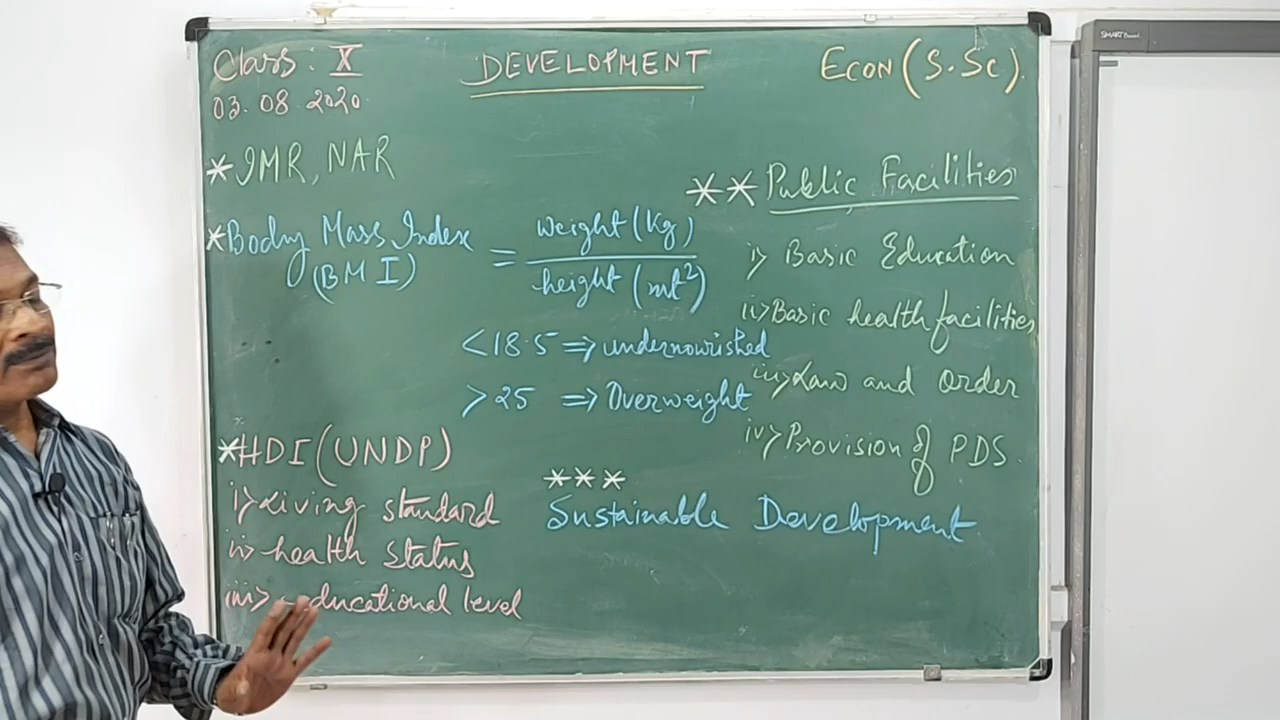 Class : X
DEVELOPMENT
Econ (S.Sc)
03.08.2020
* IMR, NAR
* Body Mass Index = weight (Kg)
(BMI)
height (mt²)
<18.5 ⇒ undernourished
>25 ⇒ Overweight
* HDI (UNDP)
i> Living standard
ii> health status
iii> educational level
** Public Facilities
i> Basic Education
ii> Basic health facilities
iii> Law and Order
iv> Provision of PDS
***
Sustainable Development
SMART Board